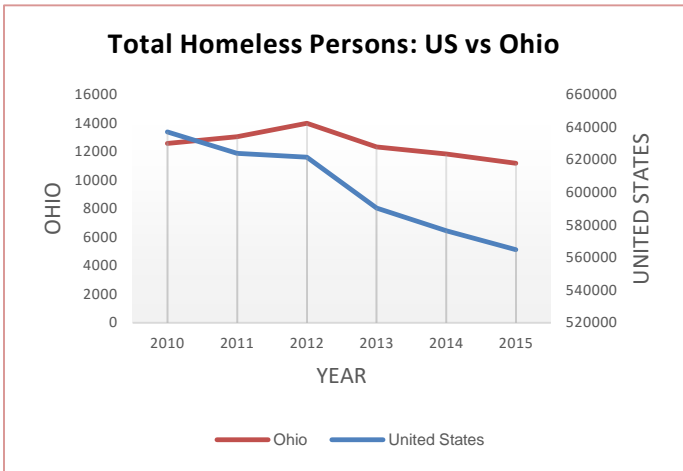 Total Homeless Persons: US vs Ohio
16000
14000
12000
10000
8000
6000
4000
2000
0
OHIO
660000
640000
620000
600000
580000
560000
540000
520000
UNITED STATES
2010 2011 2012 2013 2014 2015
YEAR
Ohio United States